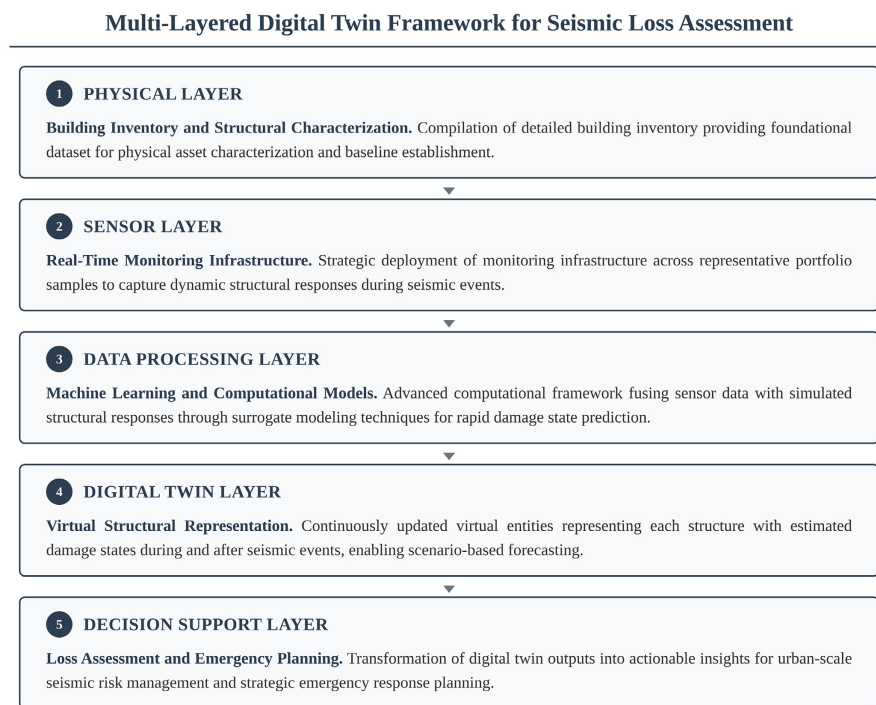 Multi-Layered Digital Twin Framework for Seismic Loss Assessment
1 PHYSICAL LAYER
Building Inventory and Structural Characterization. Compilation of detailed building inventory providing foundational
dataset for physical asset characterization and baseline establishment.
2 SENSOR LAYER
Real-Time Monitoring Infrastructure. Strategic deployment of monitoring infrastructure across representative portfolio
samples to capture dynamic structural responses during seismic events.
3 DATA PROCESSING LAYER
Machine Learning and Computational Models. Advanced computational framework fusing sensor data with simulated
structural responses through surrogate modeling techniques for rapid damage state prediction.
4 DIGITAL TWIN LAYER
Virtual Structural Representation. Continuously updated virtual entities representing each structure with estimated
damage states during and after seismic events, enabling scenario-based forecasting.
5 DECISION SUPPORT LAYER
Loss Assessment and Emergency Planning. Transformation of digital twin outputs into actionable insights for urban-scale
seismic risk management and strategic emergency response planning.